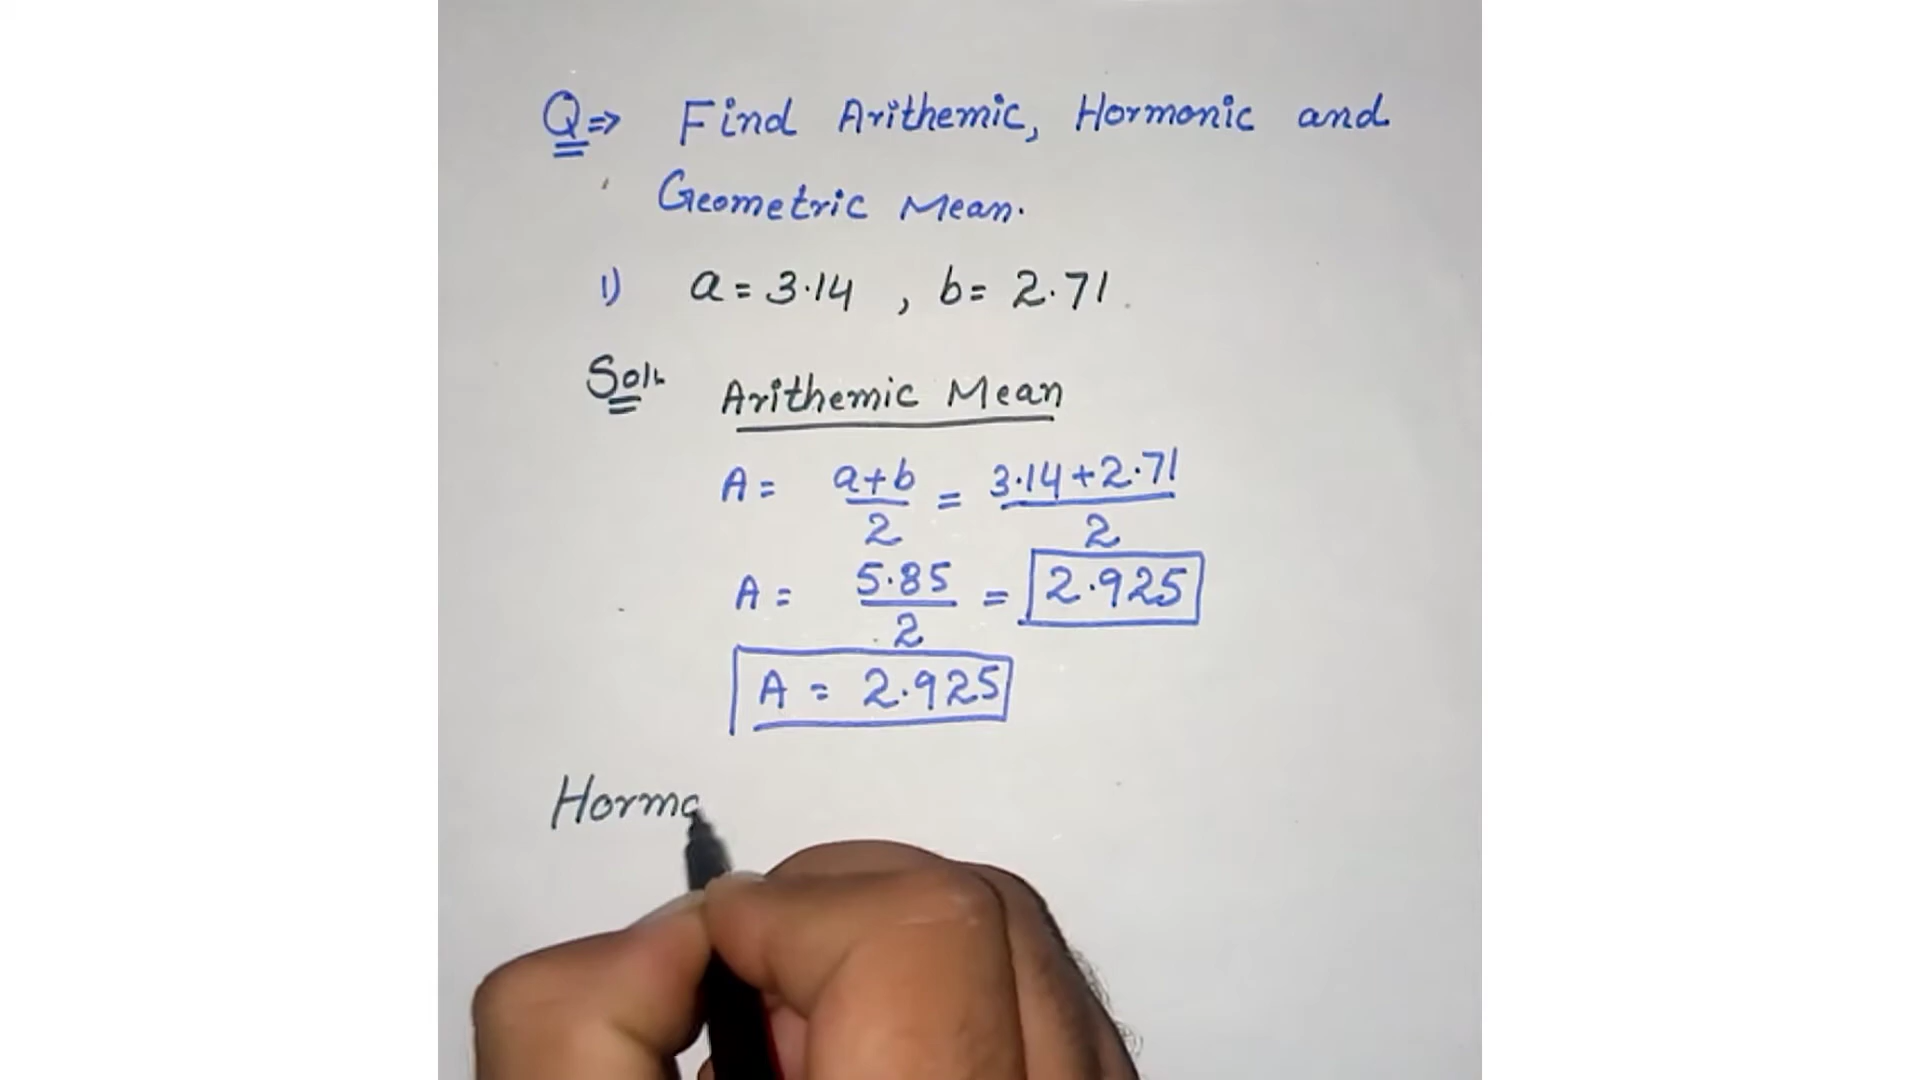 Q⇒ Find Arithemic, Hormonic and
Geometric Mean.
1) a = 3.14 , b = 2.71
Solⁿ Arithemic Mean
A = a+b/2 = 3.14+2.71/2
A = 5.85/2 = 2.925
A = 2.925
Hormo